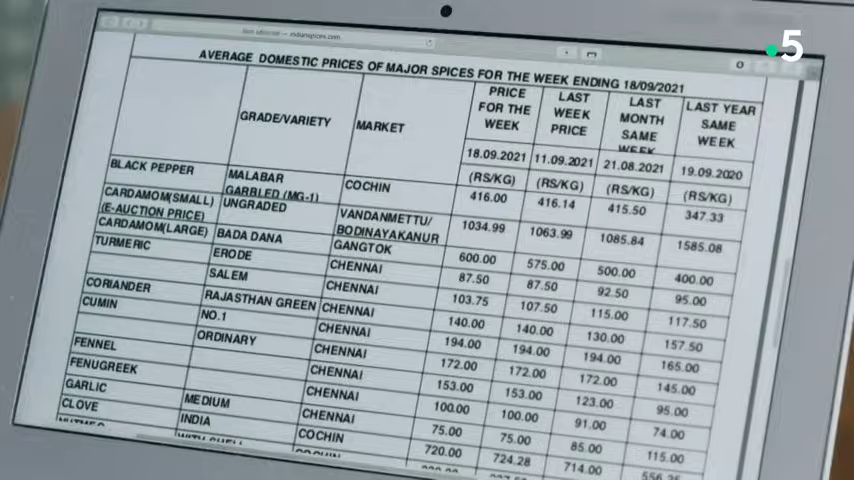 5
indianspices.com
AVERAGE DOMESTIC PRICES OF MAJOR SPICES FOR THE WEEK ENDING 18/09/2021
GRADE/VARIETY MARKET PRICE FOR THE WEEK LAST WEEK PRICE LAST MONTH SAME WEEK LAST YEAR SAME WEEK
18.09.2021 11.09.2021 21.08.2021 19.09.2020
(RS/KG) (RS/KG) (RS/KG) (RS/KG)
BLACK PEPPER MALABAR GARBLED (MG-1) COCHIN 416.00 416.14 415.50 347.33
CARDAMOM(SMALL) (E-AUCTION PRICE) UNGRADED VANDANMETTU/ BODINAYAKANUR 1034.99 1063.99 1085.84 1585.08
CARDAMOM(LARGE) BADA DANA GANGTOK 600.00 575.00 500.00 400.00
TURMERIC ERODE CHENNAI 87.50 87.50 92.50 95.00
SALEM CHENNAI 103.75 107.50 115.00 117.50
CORIANDER RAJASTHAN GREEN CHENNAI 140.00 140.00 130.00 157.50
CUMIN NO.1 CHENNAI 194.00 194.00 194.00 165.00
ORDINARY CHENNAI 172.00 172.00 172.00 145.00
FENNEL CHENNAI 153.00 153.00 123.00 95.00
FENUGREEK CHENNAI 100.00 100.00 91.00 74.00
GARLIC MEDIUM CHENNAI 75.00 75.00 85.00 115.00
CLOVE INDIA COCHIN 720.00 724.28 714.00
NUTMEG WITH SHELL COCHIN